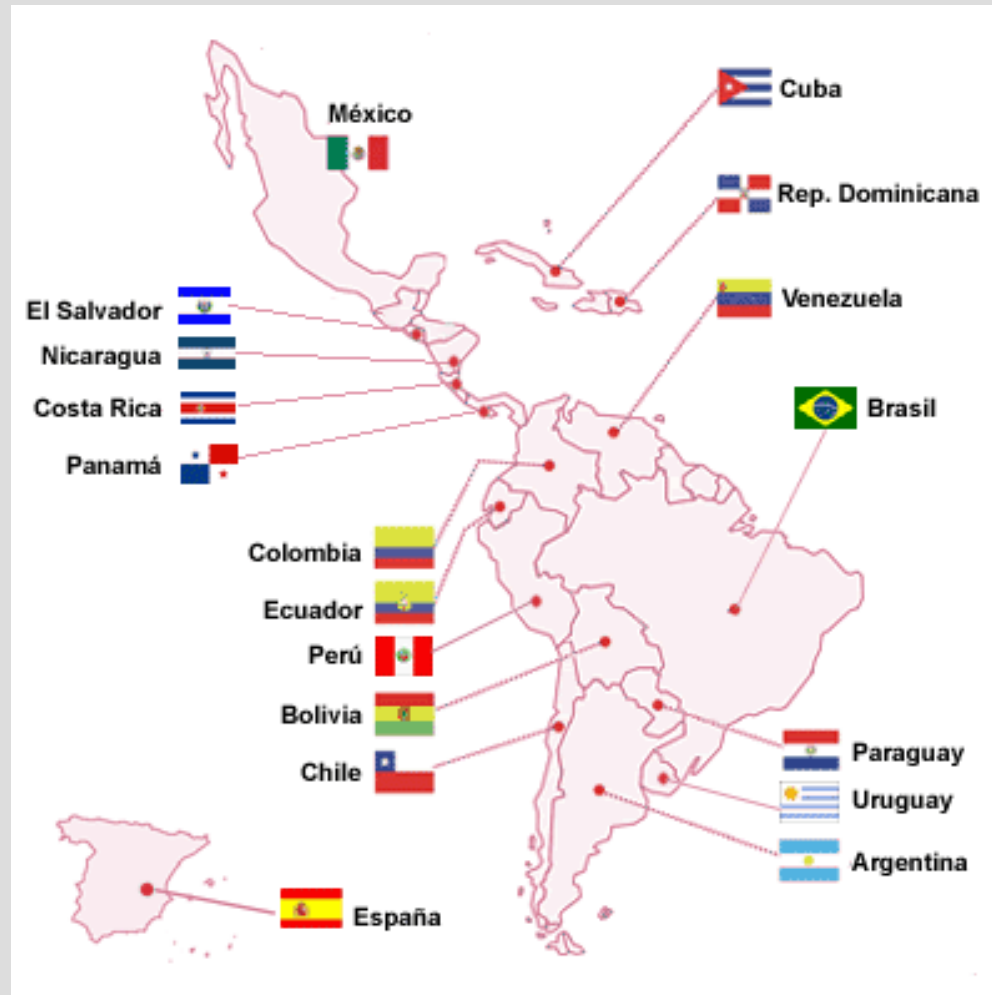 México
Cuba
Rep. Dominicana
Venezuela
El Salvador
Nicaragua
Costa Rica
Panamá
Brasil
Colombia
Ecuador
Perú
Bolivia
Chile
Paraguay
Uruguay
Argentina
España